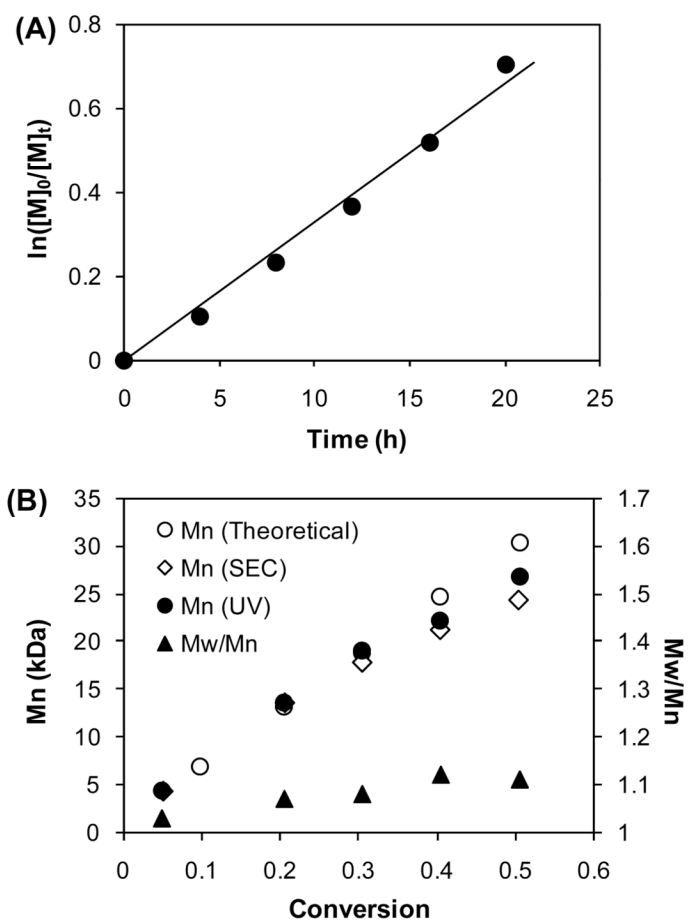 (A)
0.8
0.6
0.4
0.2
0
ln([M]₀/[M]ₜ)
0 5 10 15 20 25
Time (h)
(B)
35
30
25
20
15
10
5
0
Mn (kDa)
Mn (Theoretical)
Mn (SEC)
Mn (UV)
Mw/Mn
1.7
1.6
1.5
1.4
1.3
1.2
1.1
1
Mw/Mn
0 0.1 0.2 0.3 0.4 0.5 0.6
Conversion